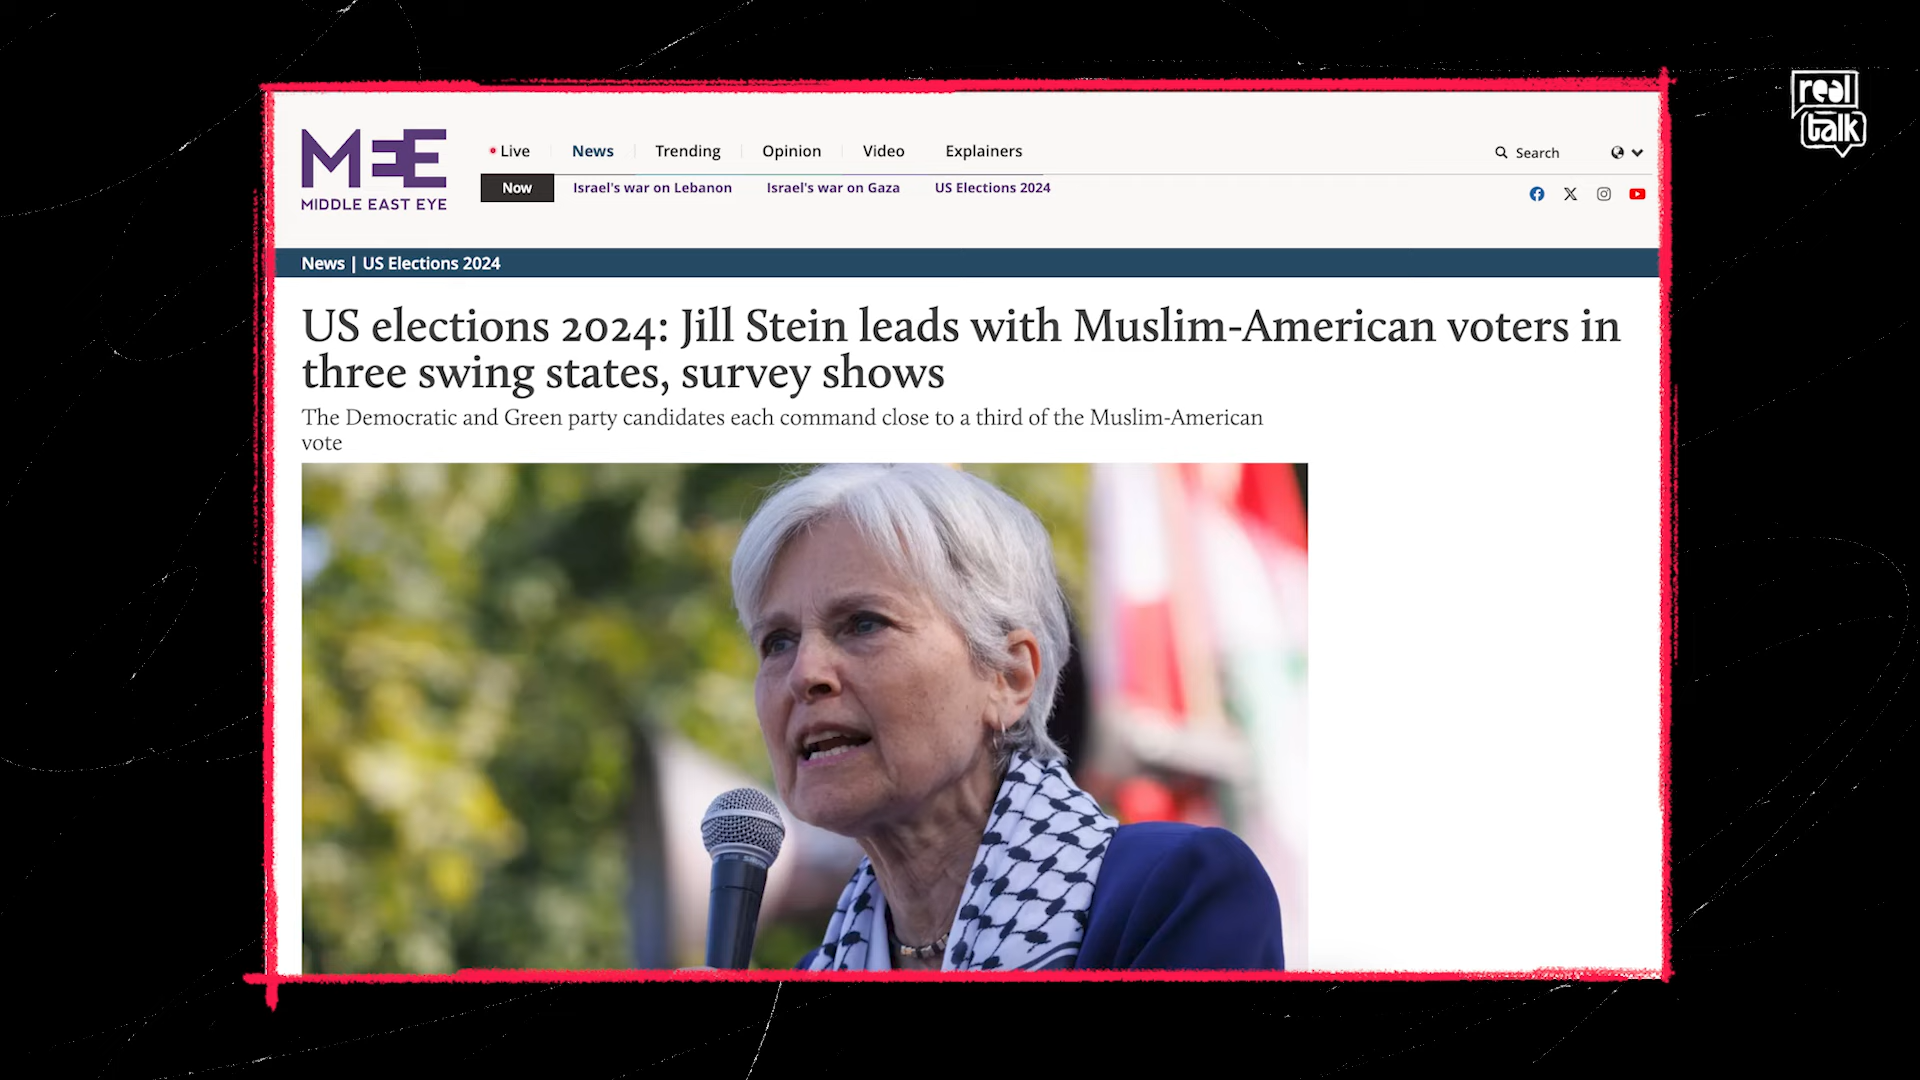 real
talk
MEE
MIDDLE EAST EYE
Live
News
Trending
Opinion
Video
Explainers
Search
Now
Israel's war on Lebanon
Israel's war on Gaza
US Elections 2024
News | US Elections 2024
US elections 2024: Jill Stein leads with Muslim-American voters in
three swing states, survey shows
The Democratic and Green party candidates each command close to a third of the Muslim-American
vote